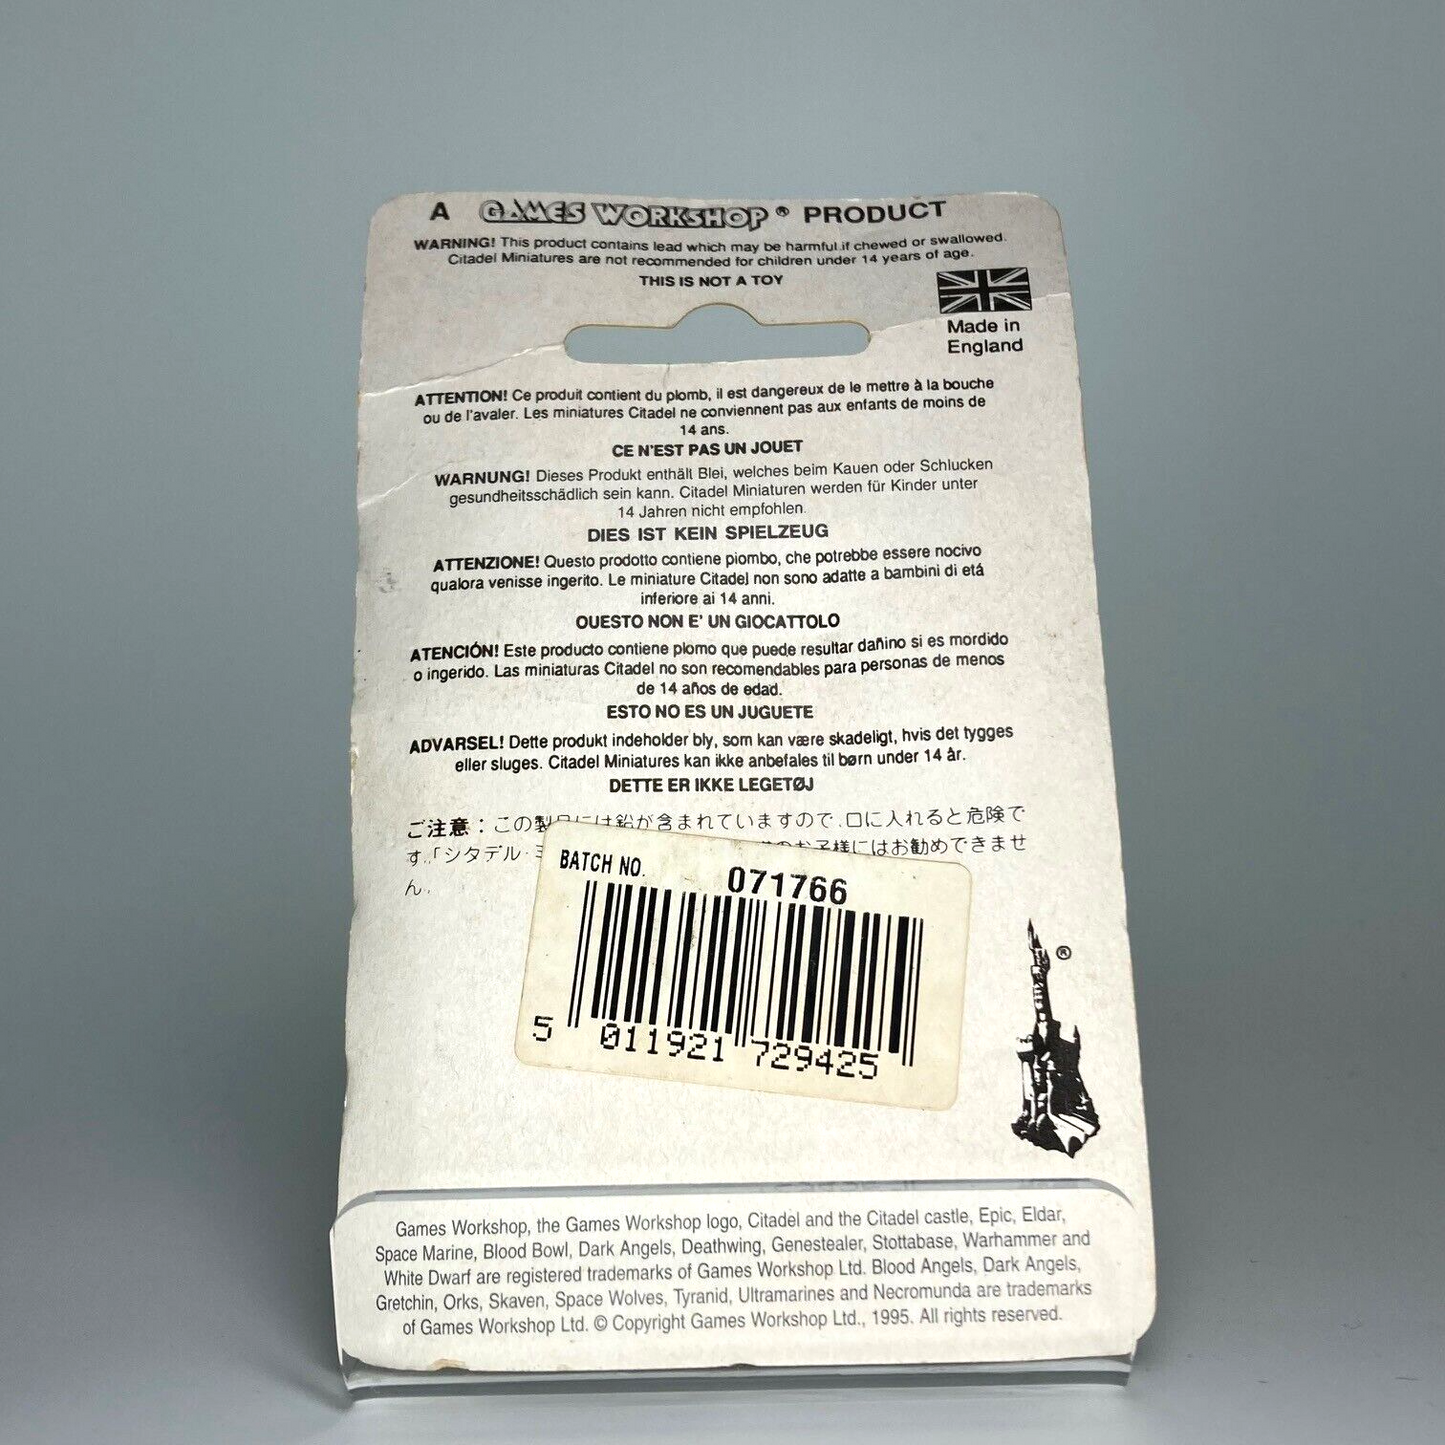 A GAMES WORKSHOP® PRODUCT
WARNING! This product contains lead which may be harmful if chewed or swallowed.
Citadel Miniatures are not recommended for children under 14 years of age.
THIS IS NOT A TOY
Made in
England
ATTENTION! Ce produit contient du plomb, il est dangereux de le mettre à la bouche
ou de l'avaler. Les miniatures Citadel ne conviennent pas aux enfants de moins de
14 ans.
CE N'EST PAS UN JOUET
WARNUNG! Dieses Produkt enthält Blei, welches beim Kauen oder Schlucken
gesundheitsschädlich sein kann. Citadel Miniaturen werden für Kinder unter
14 Jahren nicht empfohlen.
DIES IST KEIN SPIELZEUG
ATTENZIONE! Questo prodotto contiene piombo, che potrebbe essere nocivo
qualora venisse ingerito. Le miniature Citadel non sono adatte a bambini di etá
inferiore ai 14 anni.
QUESTO NON E' UN GIOCATTOLO
ATENCIÓN! Este producto contiene plomo que puede resultar dañino si es mordido
o ingerido. Las miniaturas Citadel no son recomendables para personas de menos
de 14 años de edad.
ESTO NO ES UN JUGUETE
ADVARSEL! Dette produkt indeholder bly, som kan være skadeligt, hvis det tygges
eller sluges. Citadel Miniatures kan ikke anbefales til børn under 14 år.
DETTE ER IKKE LEGETØJ
ご注意：この製品には鉛が含まれていますので、口に入れると危険で
す。「シタデル・ のお子様にはお勧めできませ
ん。
BATCH NO. 071766
5 011921 729425
®
Games Workshop, the Games Workshop logo, Citadel and the Citadel castle, Epic, Eldar,
Space Marine, Blood Bowl, Dark Angels, Deathwing, Genestealer, Stottabase, Warhammer and
White Dwarf are registered trademarks of Games Workshop Ltd. Blood Angels, Dark Angels,
Gretchin, Orks, Skaven, Space Wolves, Tyranid, Ultramarines and Necromunda are trademarks
of Games Workshop Ltd. © Copyright Games Workshop Ltd., 1995. All rights reserved.